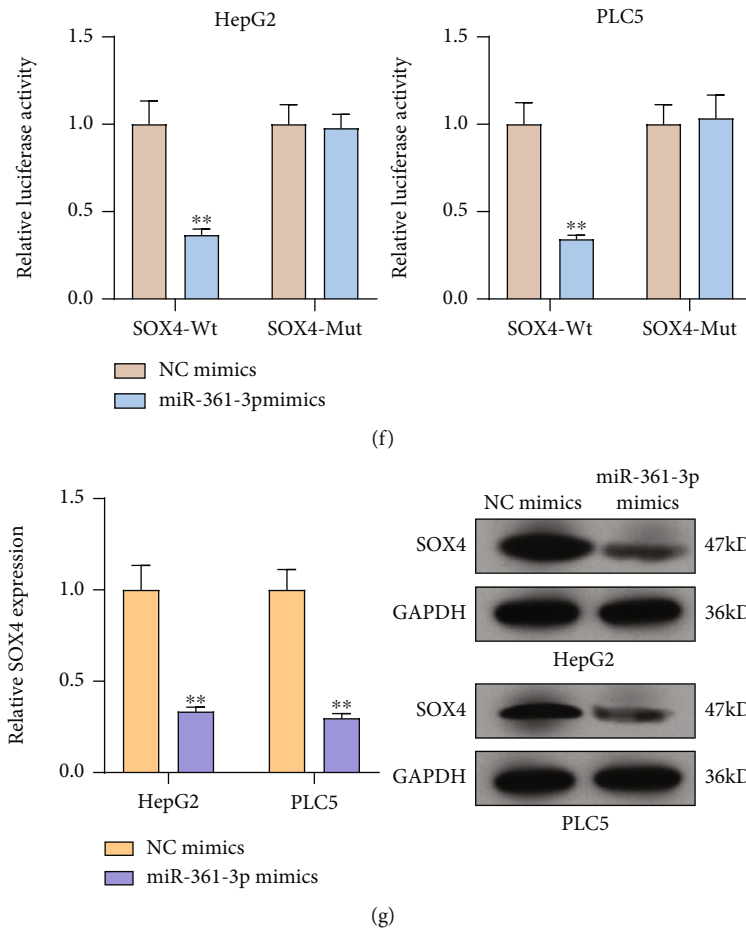 HepG2
Relative luciferase activity
1.5
1.0
0.5
0.0
**
SOX4-Wt
SOX4-Mut
PLC5
Relative luciferase activity
1.5
1.0
0.5
0.0
**
SOX4-Wt
SOX4-Mut
NC mimics
miR-361-3pmimics
(f)
Relative SOX4 expression
1.5
1.0
0.5
0.0
**
**
HepG2
PLC5
NC mimics
miR-361-3p mimics
NC mimics
miR-361-3p
mimics
SOX4
47kD
GAPDH
36kD
HepG2
SOX4
47kD
GAPDH
36kD
PLC5
(g)